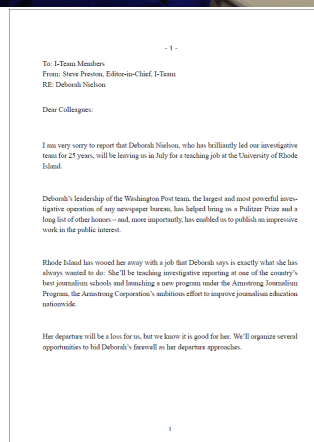 - 1 -
To: I-Team Members
From: Steve Preston, Editor-in-Chief, I-Team
RE: Deborah Nielson
Dear Colleagues:
I am very sorry to report that Deborah Nielson, who has brilliantly led our investigative
team for 25 years, will be leaving us in July for a teaching job at the University of Rhode
Island.
Deborah's leadership of the Washington Post team, the largest and most powerful inves-
tigative operation of any newspaper bureau, has helped bring us a Pulitzer Prize and a
long list of other honors – and, more importantly, has enabled us to publish an impressive
work in the public interest.
Rhode Island has wooed her away with a job that Deborah says is exactly what she has
always wanted to do: She'll be teaching investigative reporting at one of the country's
best journalism schools and launching a new program under the Armstrong Journalism
Program, the Armstrong Corporation's ambitious effort to improve journalism education
nationwide.
Her departure will be a loss for us, but we know it is good for her. We'll organize several
opportunities to bid Deborah's farewell as her departure approaches.
1